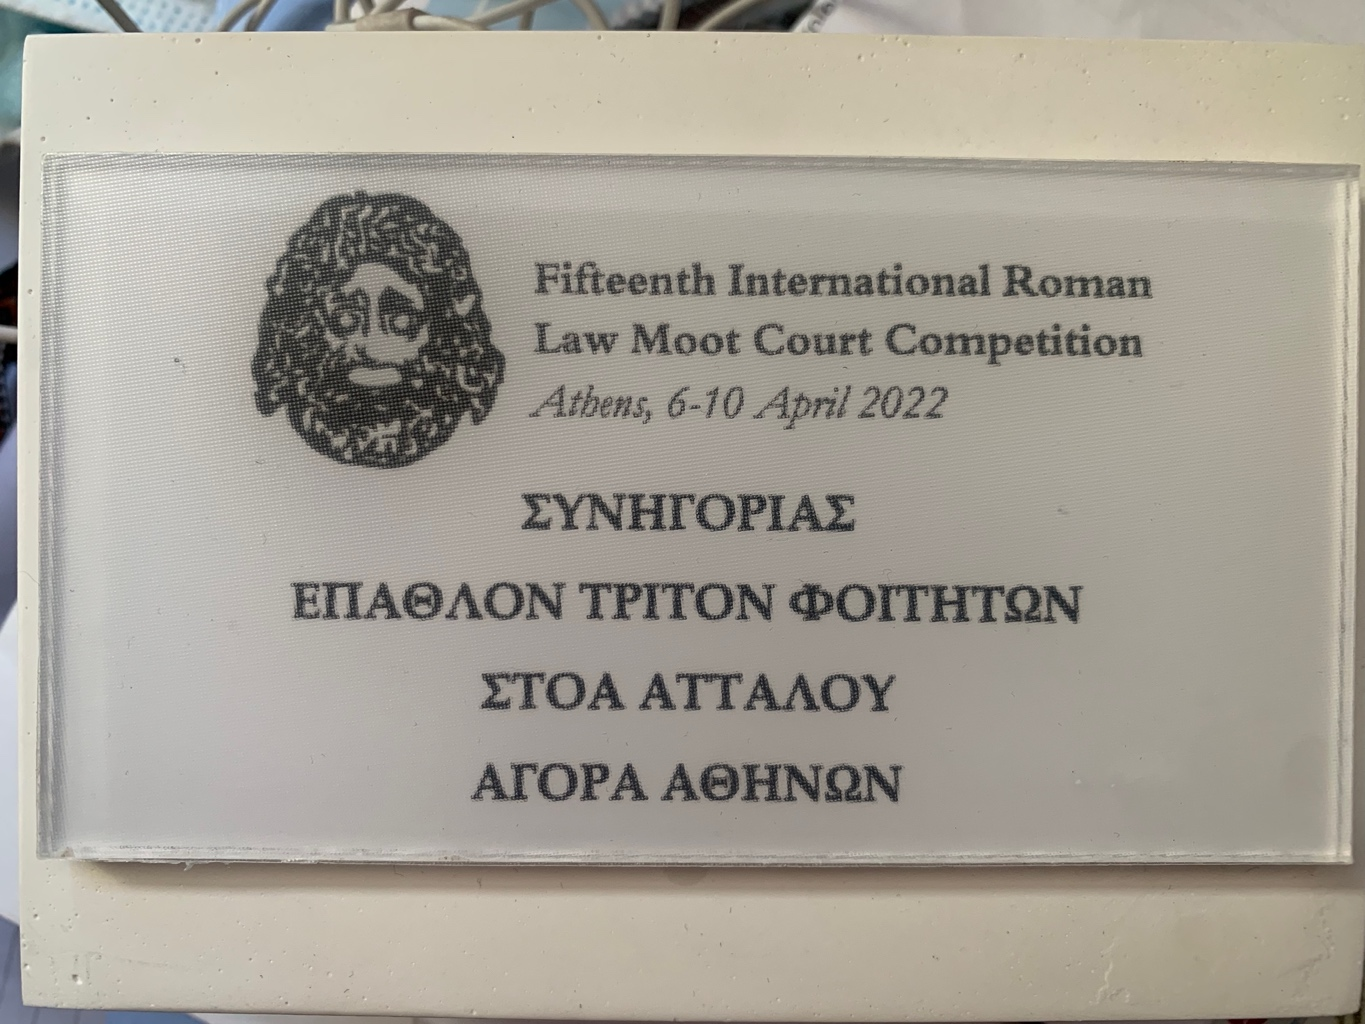 Fifteenth International Roman
Law Moot Court Competition
Athens, 6-10 April 2022
ΣΥΝΗΓΟΡΙΑΣ
ΕΠΑΘΛΟΝ ΤΡΙΤΟΝ ΦΟΙΤΗΤΩΝ
ΣΤΟΑ ΑΤΤΑΛΟΥ
ΑΓΟΡΑ ΑΘΗΝΩΝ